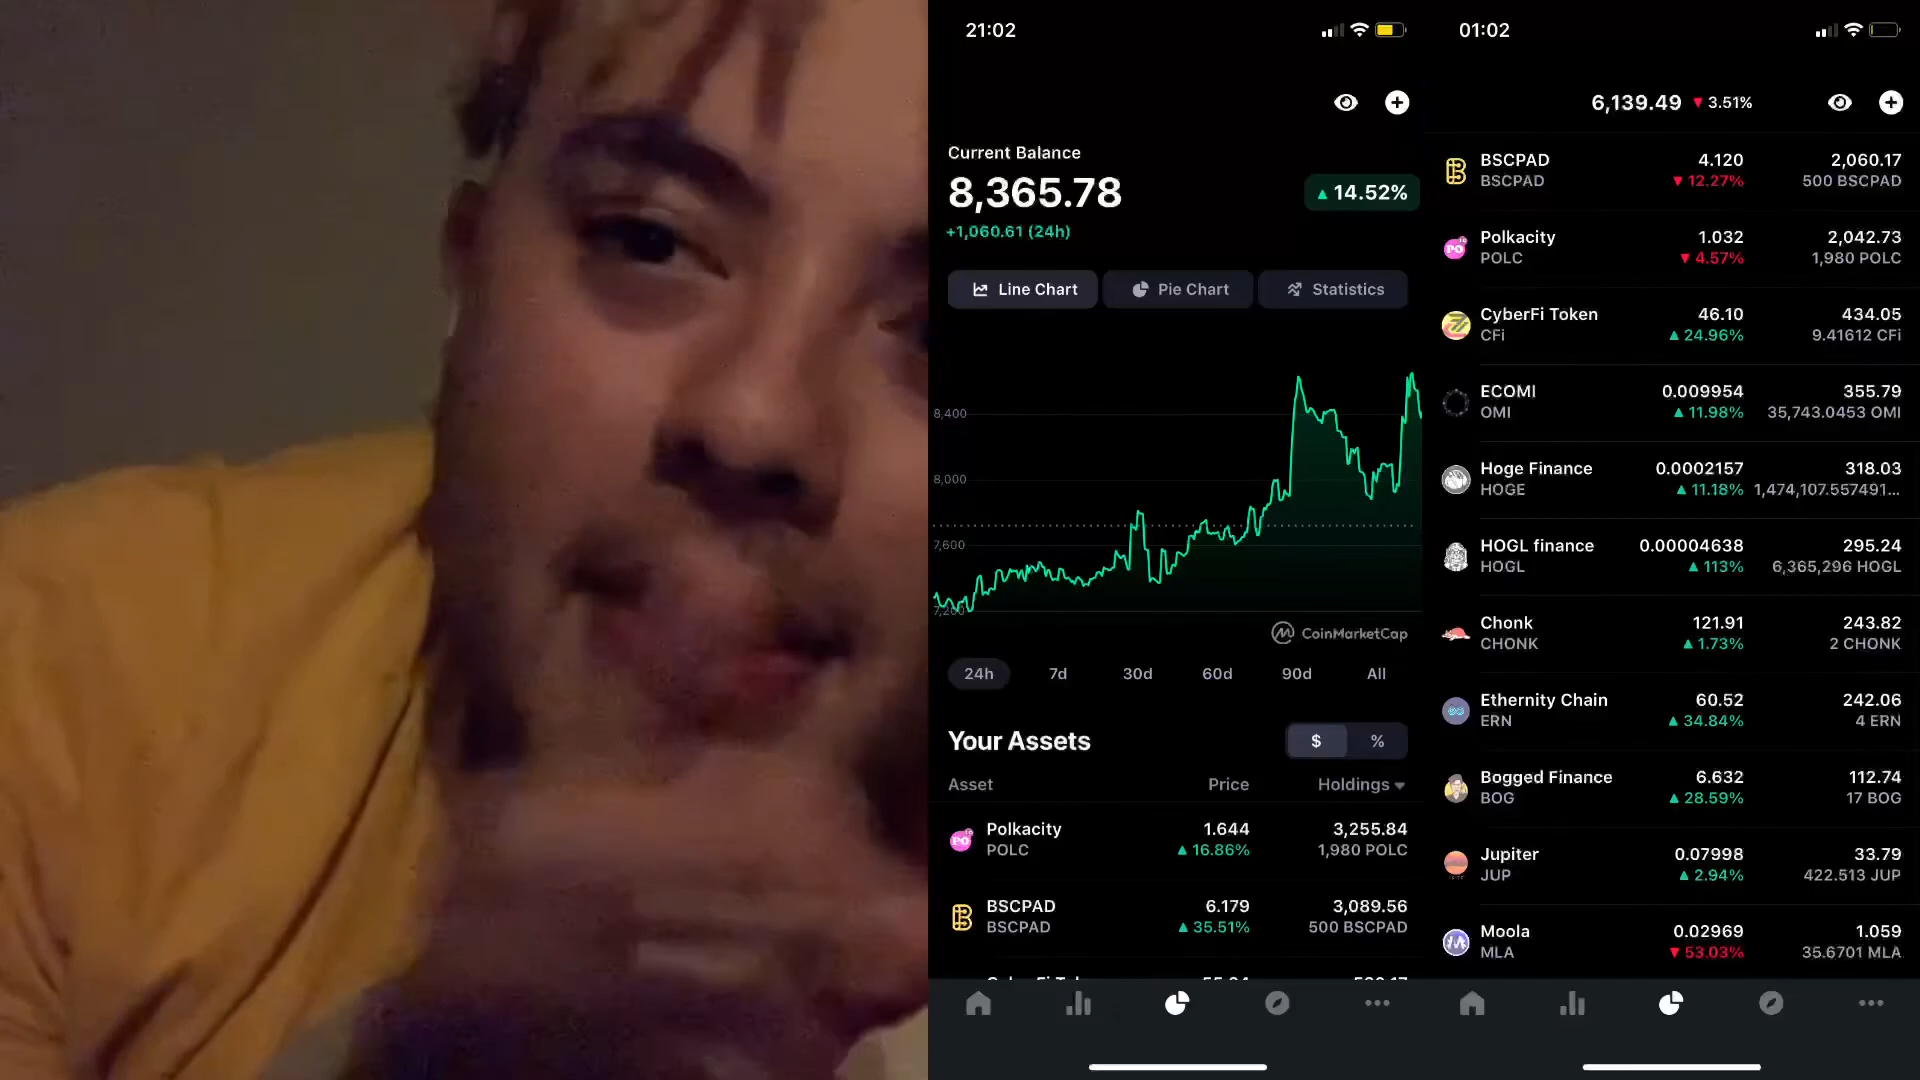 21:02
Current Balance
8,365.78
▲ 14.52%
+1,060.61 (24h)
Line Chart
Pie Chart
Statistics
8,400
8,000
7,600
7,200
CoinMarketCap
24h 7d 30d 60d 90d All
Your Assets
$ %
Asset Price Holdings ▾
Polkacity 1.644 3,255.84
POLC ▲ 16.86% 1,980 POLC
BSCPAD 6.179 3,089.56
BSCPAD ▲ 35.51% 500 BSCPAD
01:02
6,139.49 ▼ 3.51%
BSCPAD 4.120 2,060.17
BSCPAD ▼ 12.27% 500 BSCPAD
Polkacity 1.032 2,042.73
POLC ▼ 4.57% 1,980 POLC
CyberFi Token 46.10 434.05
CFi ▲ 24.96% 9.41612 CFi
ECOMI 0.009954 355.79
OMI ▲ 11.98% 35,743.0453 OMI
Hoge Finance 0.0002157 318.03
HOGE ▲ 11.18% 1,474,107.557491...
HOGL finance 0.00004638 295.24
HOGL ▲ 113% 6,365,296 HOGL
Chonk 121.91 243.82
CHONK ▲ 1.73% 2 CHONK
Ethernity Chain 60.52 242.06
ERN ▲ 34.84% 4 ERN
Bogged Finance 6.632 112.74
BOG ▲ 28.59% 17 BOG
Jupiter 0.07998 33.79
JUP ▲ 2.94% 422.513 JUP
Moola 0.02969 1.059
MLA ▼ 53.03% 35.6701 MLA